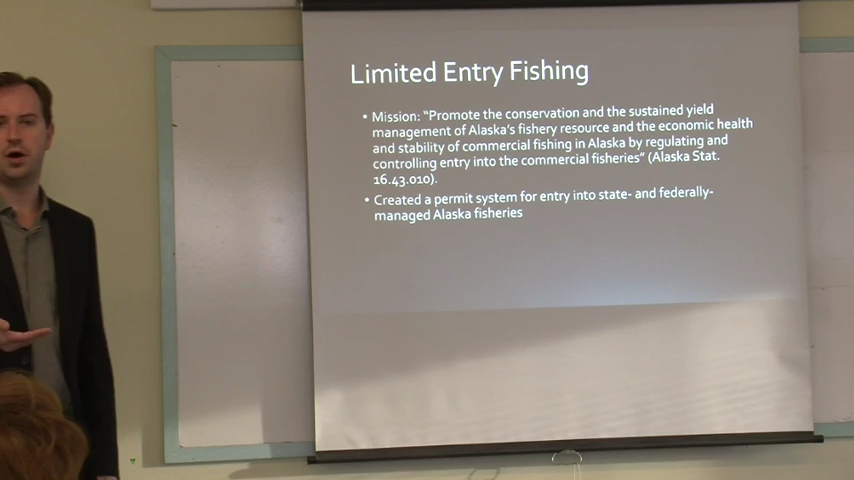 Limited Entry Fishing
• Mission: "Promote the conservation and the sustained yield
management of Alaska's fishery resource and the economic health
and stability of commercial fishing in Alaska by regulating and
controlling entry into the commercial fisheries" (Alaska Stat.
16.43.010).
• Created a permit system for entry into state- and federally-
managed Alaska fisheries